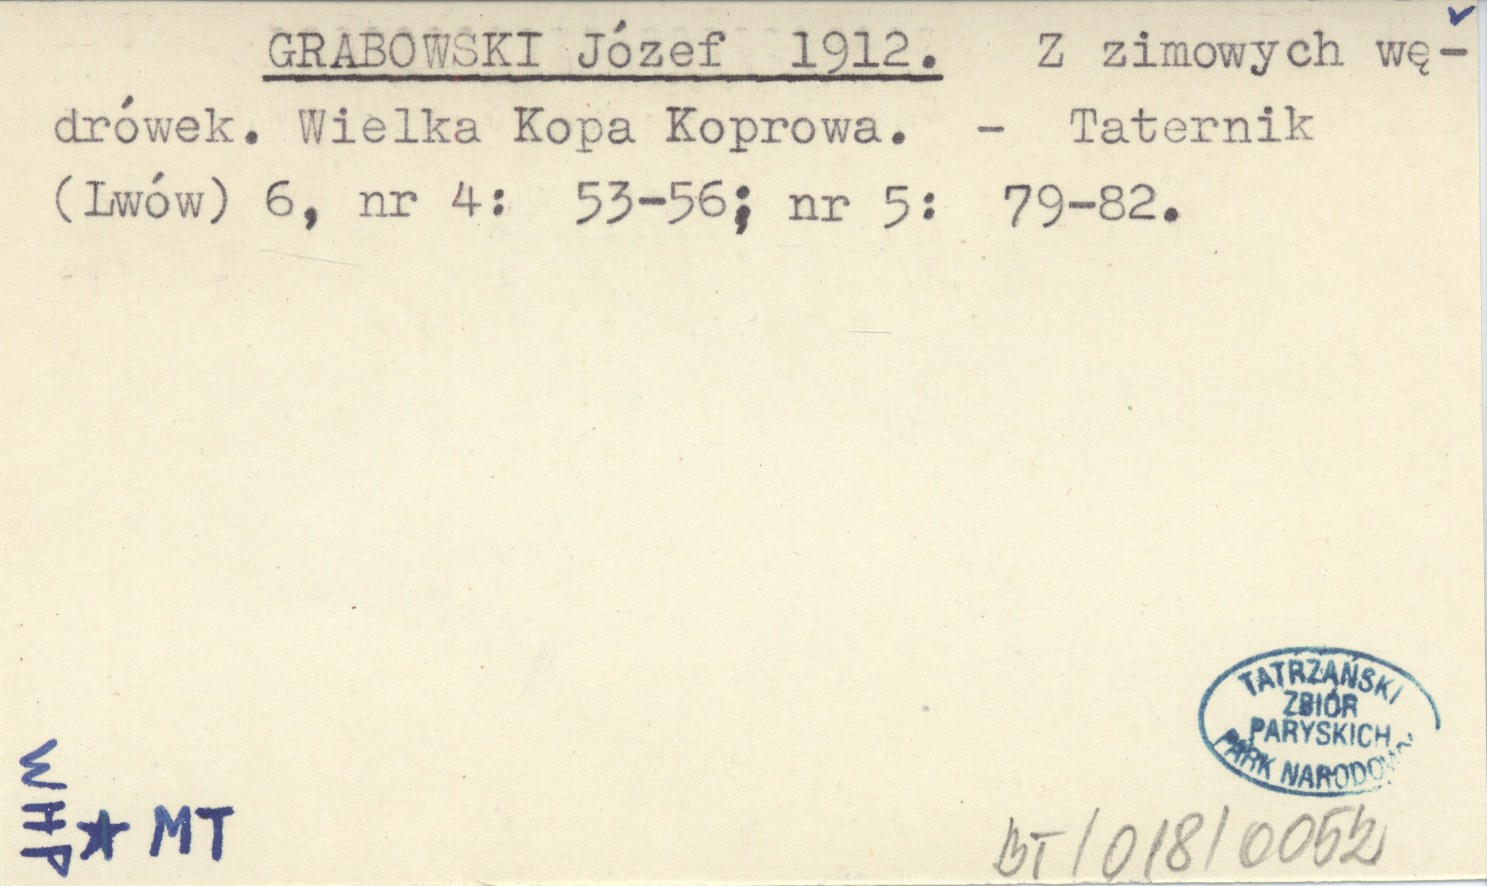 GRABOWSKI Józef 1912. Z zimowych wę-
drówek. Wielka Kopa Koprowa. - Taternik
(Lwów) 6, nr 4: 53-56; nr 5: 79-82.
TATRZAŃSKI
ZBIÓR
PARYSKICH
PARK NARODOWY
WHP
* MT
BT/018/0052